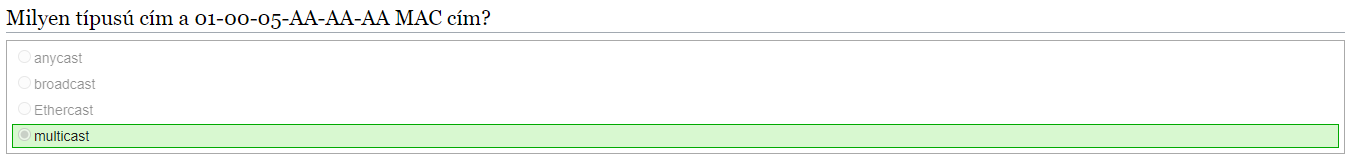 Milyen típusú cím a 01-00-05-AA-AA-AA MAC cím?
anycast
broadcast
Ethercast
multicast